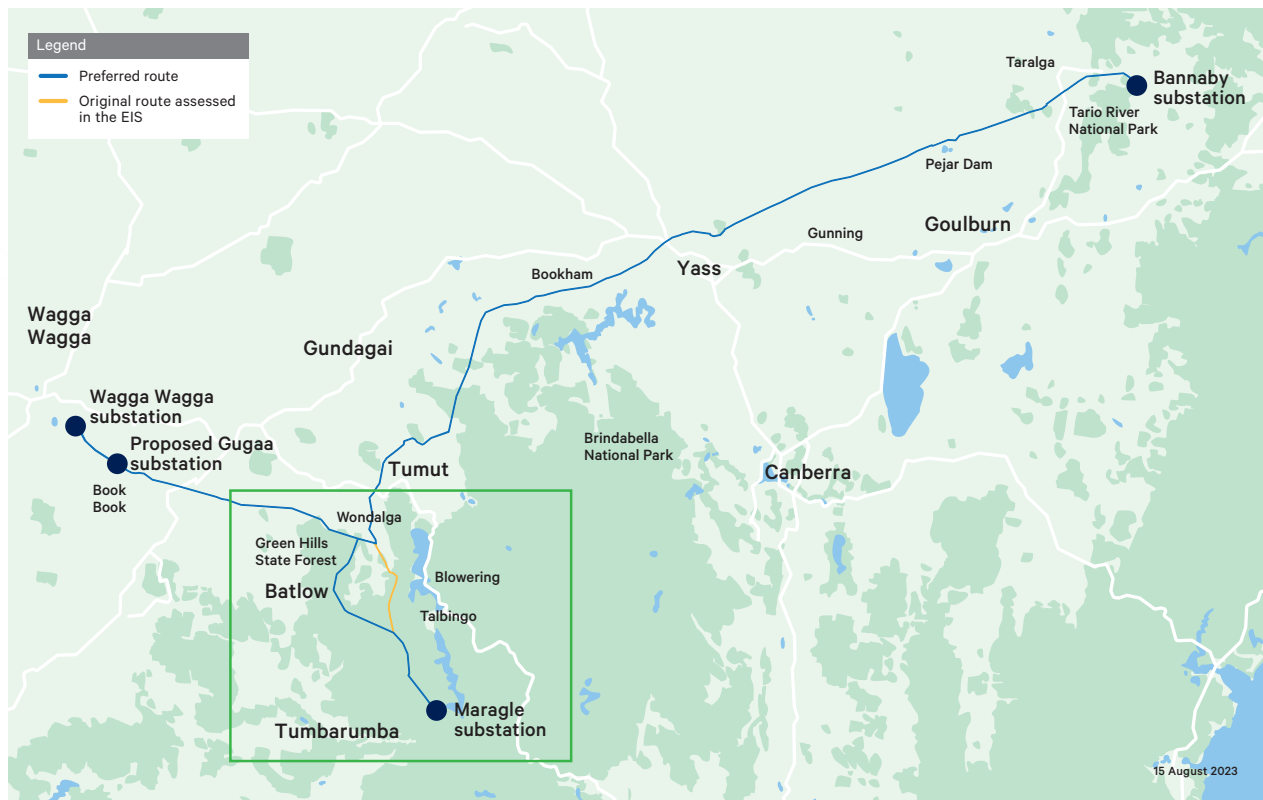 Legend
Preferred route
Original route assessed
in the EIS
Taralga
Bannaby
substation
Tario River
National Park
Pejar Dam
Goulburn
Gunning
Yass
Bookham
Wagga
Wagga
Gundagai
Wagga Wagga
substation
Proposed Gugaa
substation
Book
Book
Brindabella
National Park
Tumut
Canberra
Wondalga
Green Hills
State Forest
Blowering
Batlow
Talbingo
Maragle
substation
Tumbarumba
15 August 2023